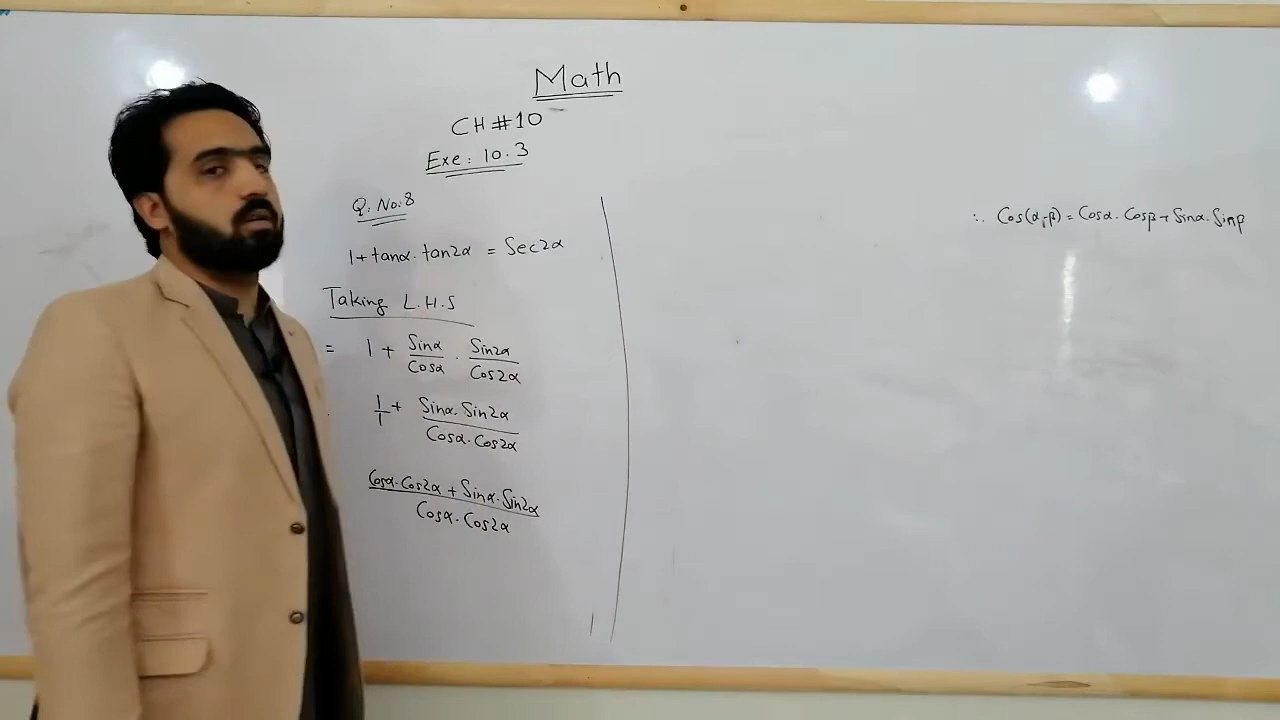 Math
CH # 10
Exe: 10.3
Q. No: 8
1 + tanα · tan2α = Sec2α
Taking L.H.S
= 1 + Sinα/Cosα · Sin2α/Cos2α
1/1 + Sinα · Sin2α / Cosα · Cos2α
Cosα · Cos2α + Sinα · Sin2α / Cosα · Cos2α
∵ Cos(α-β) = Cosα · Cosβ + Sinα · Sinβ